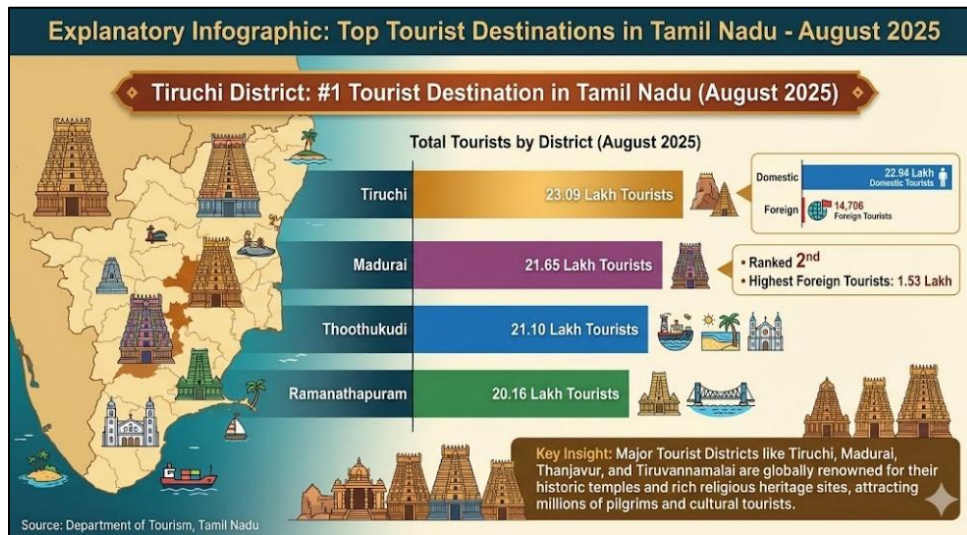 Explanatory Infographic: Top Tourist Destinations in Tamil Nadu - August 2025
Tiruchi District: #1 Tourist Destination in Tamil Nadu (August 2025)
Total Tourists by District (August 2025)
Tiruchi
23.09 Lakh Tourists
Domestic
22.94 Lakh
Domestic Tourists
Foreign
14,706
Foreign Tourists
Madurai
21.65 Lakh Tourists
• Ranked 2nd
• Highest Foreign Tourists: 1.53 Lakh
Thoothukudi
21.10 Lakh Tourists
Ramanathapuram
20.16 Lakh Tourists
Key Insight: Major Tourist Districts like Tiruchi, Madurai,
Thanjavur, and Tiruvannamalai are globally renowned for their
historic temples and rich religious heritage sites, attracting
millions of pilgrims and cultural tourists.
Source: Department of Tourism, Tamil Nadu